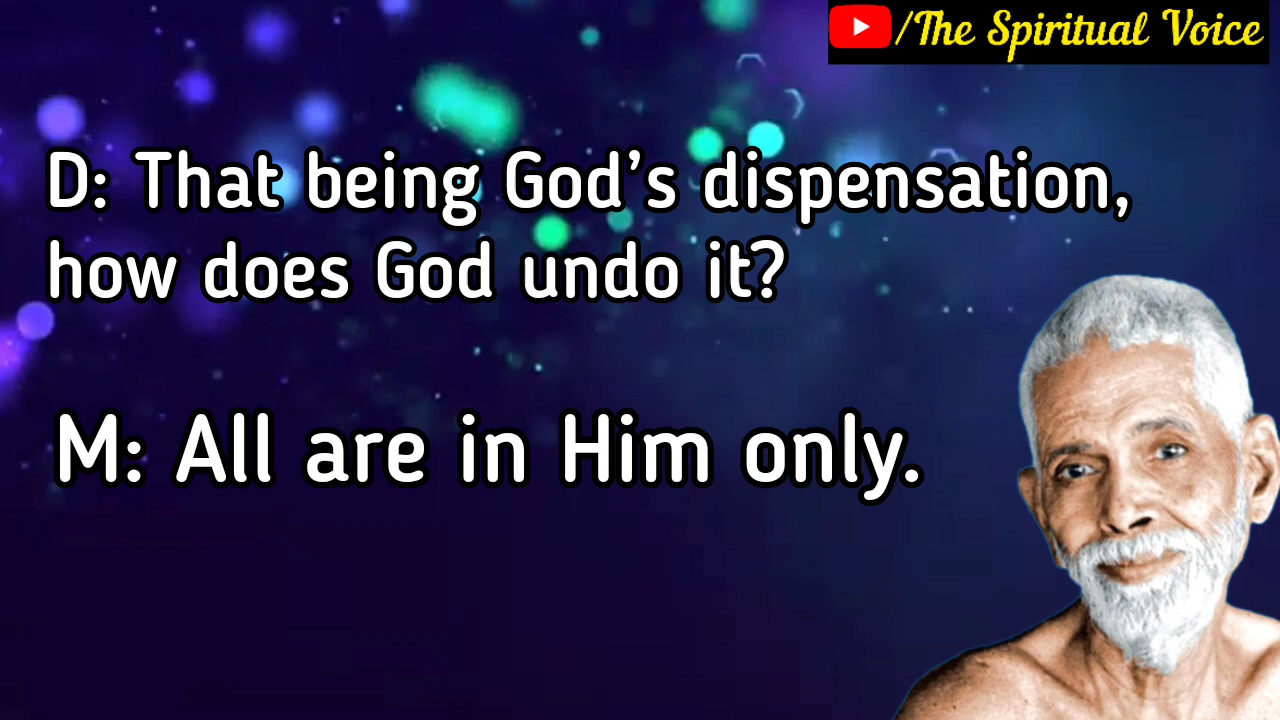 /The Spiritual Voice
D: That being God’s dispensation,
how does God undo it?
M: All are in Him only.